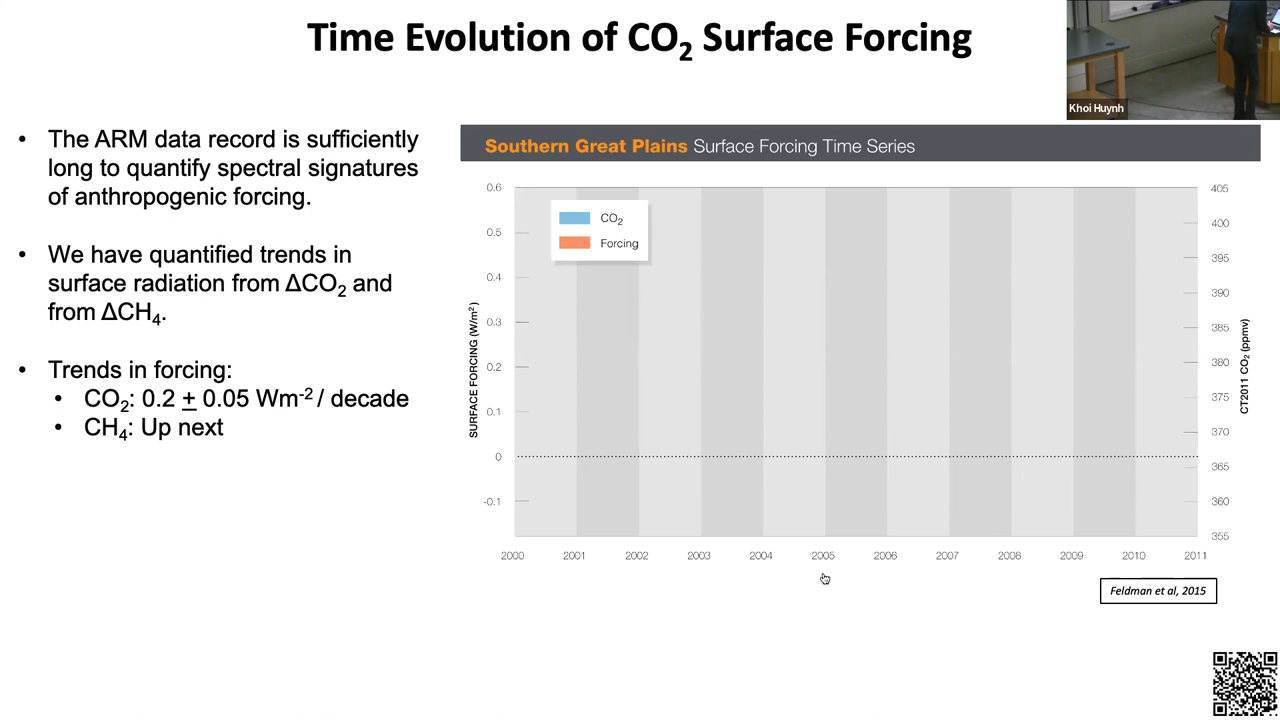 Time Evolution of CO₂ Surface Forcing
Khoi Huynh
• The ARM data record is sufficiently
long to quantify spectral signatures
of anthropogenic forcing.
• We have quantified trends in
surface radiation from ΔCO₂ and
from ΔCH₄.
• Trends in forcing:
• CO₂: 0.2 ± 0.05 Wm⁻² / decade
• CH₄: Up next
Southern Great Plains Surface Forcing Time Series
CO₂
Forcing
SURFACE FORCING (W/m²)
0.6
0.5
0.4
0.3
0.2
0.1
0
-0.1
405
400
395
390
385
380
375
370
365
360
355
CT2011 CO₂ (ppmv)
2000 2001 2002 2003 2004 2005 2006 2007 2008 2009 2010 2011
Feldman et al, 2015